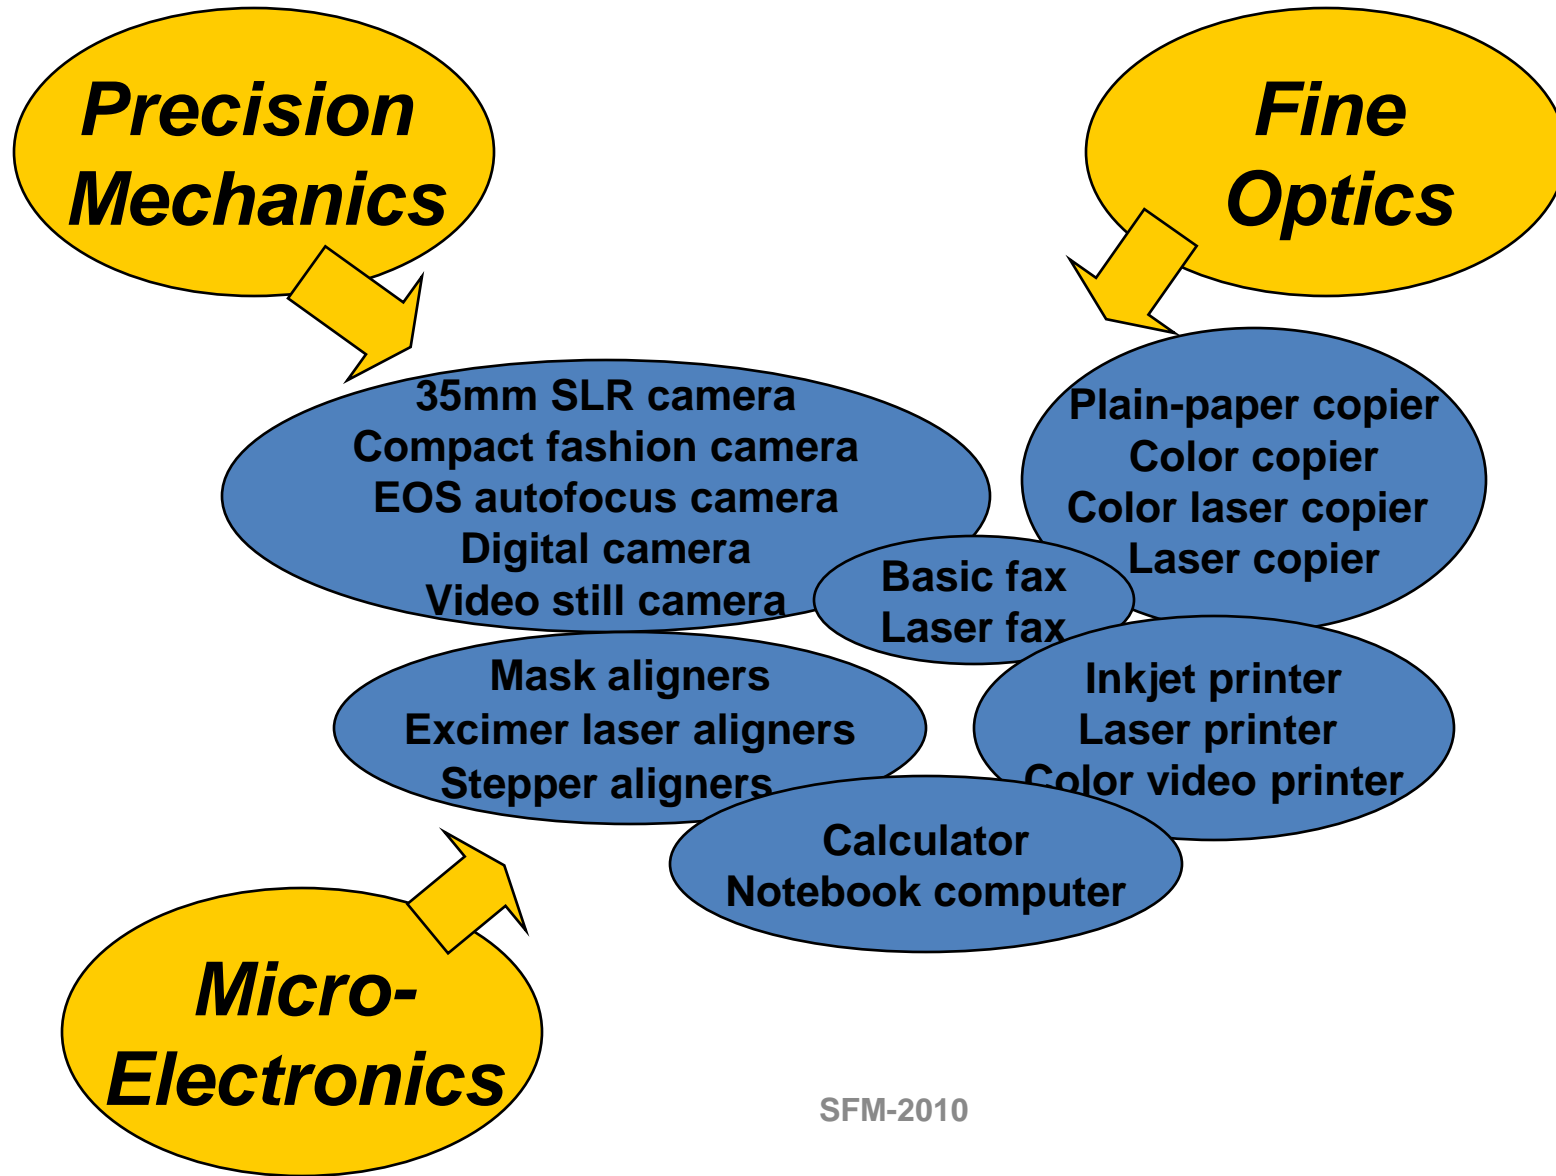 Precision
Mechanics
Fine
Optics
35mm SLR camera
Compact fashion camera
EOS autofocus camera
Digital camera
Video still camera
Plain-paper copier
Color copier
Color laser copier
Laser copier
Basic fax
Laser fax
Mask aligners
Excimer laser aligners
Stepper aligners
Inkjet printer
Laser printer
Color video printer
Calculator
Notebook computer
Micro-
Electronics
SFM-2010